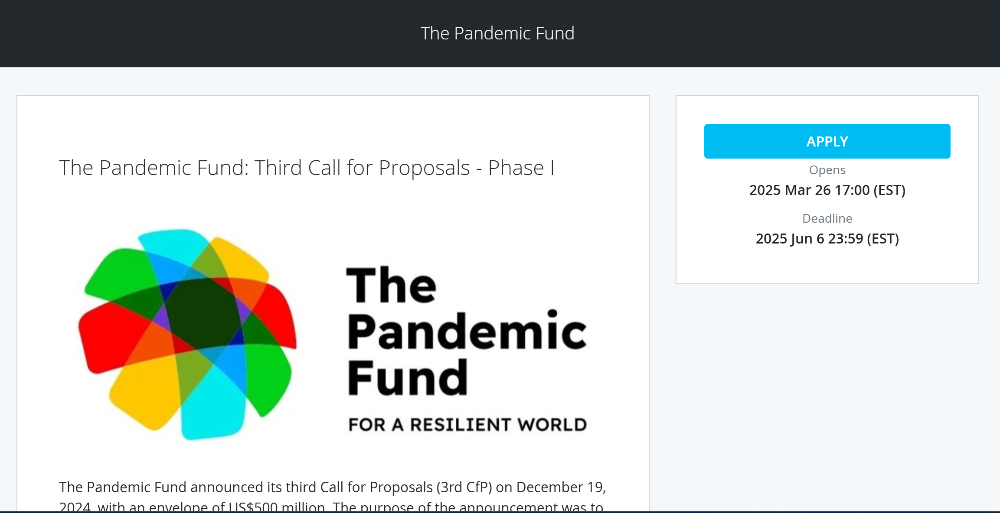 The Pandemic Fund
The Pandemic Fund: Third Call for Proposals - Phase I
The
Pandemic
Fund
FOR A RESILIENT WORLD
The Pandemic Fund announced its third Call for Proposals (3rd CfP) on December 19,
2024, with an envelope of US$500 million. The purpose of the announcement was to
APPLY
Opens
2025 Mar 26 17:00 (EST)
Deadline
2025 Jun 6 23:59 (EST)